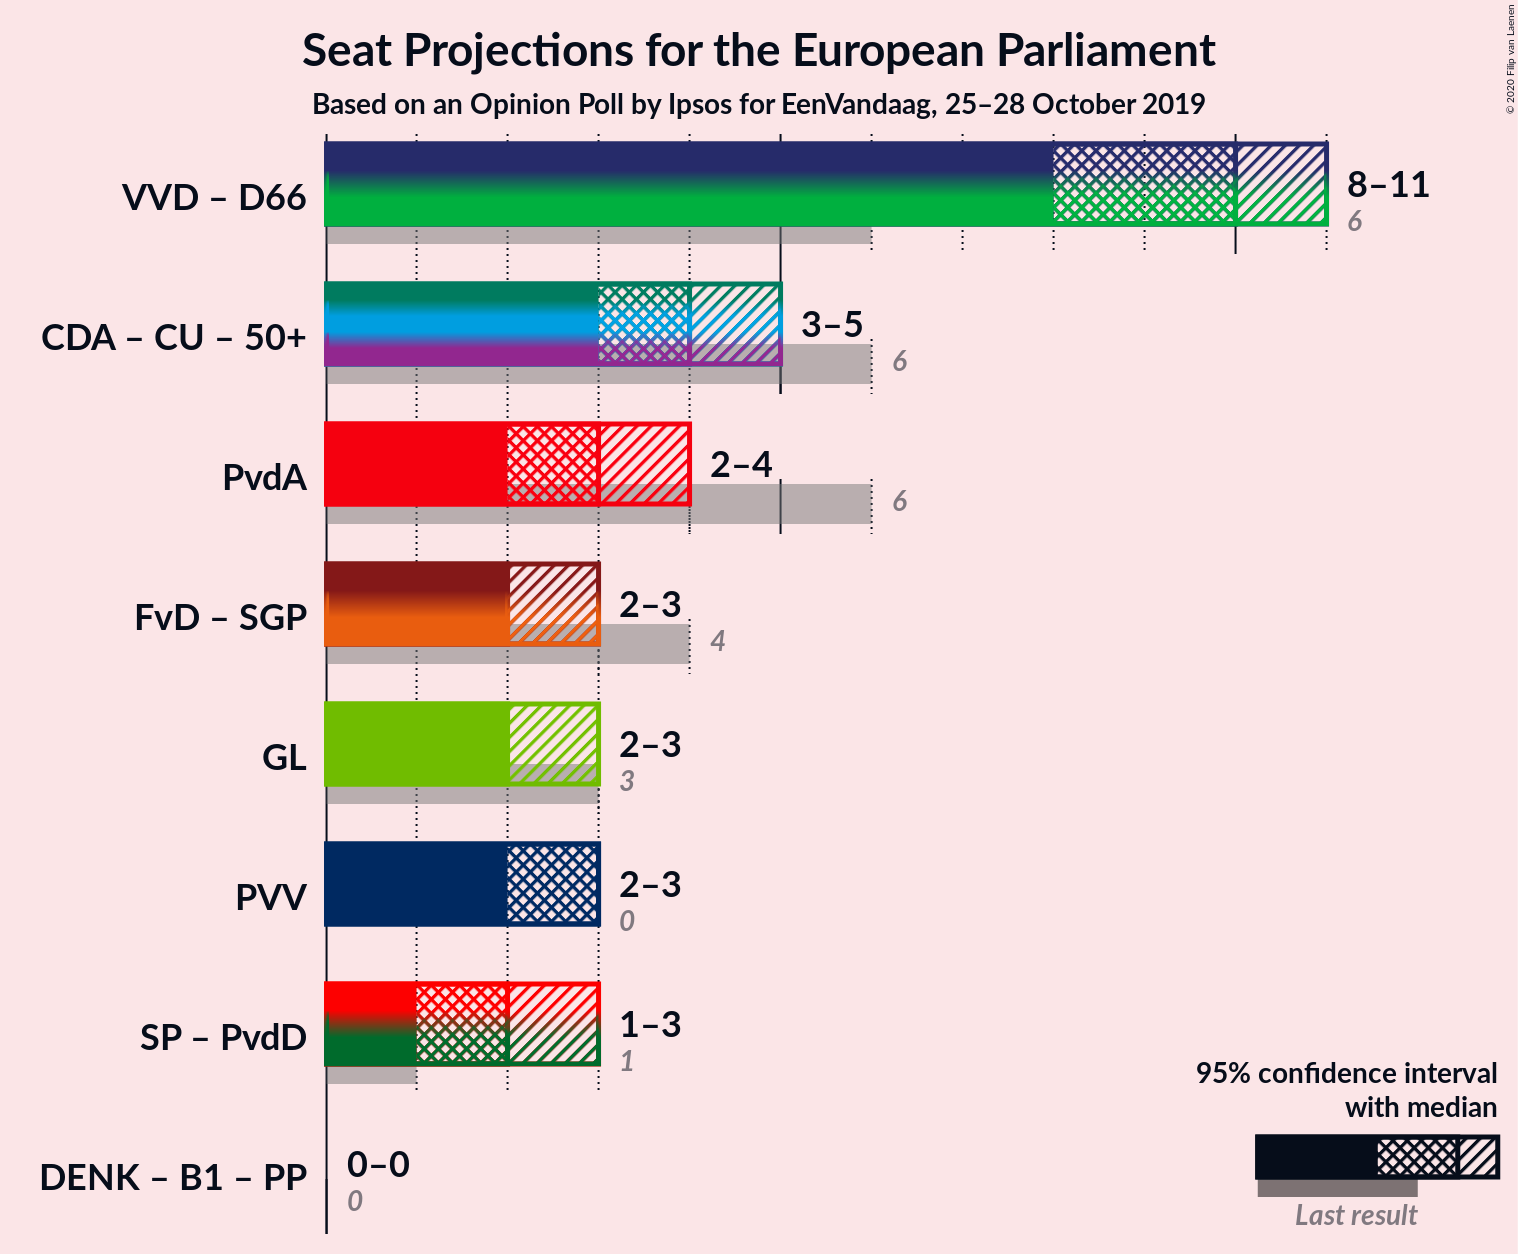 Seat Projections for the European Parliament
Based on an Opinion Poll by Ipsos for EenVandaag, 25–28 October 2019
© 2020 Filip van Laenen
VVD – D66
8–11
6
CDA – CU – 50+
3–5
6
PvdA
2–4
6
FvD – SGP
2–3
4
GL
2–3
3
PVV
2–3
0
SP – PvdD
1–3
1
DENK – B1 – PP
0–0
0
95% confidence interval
with median
Last result